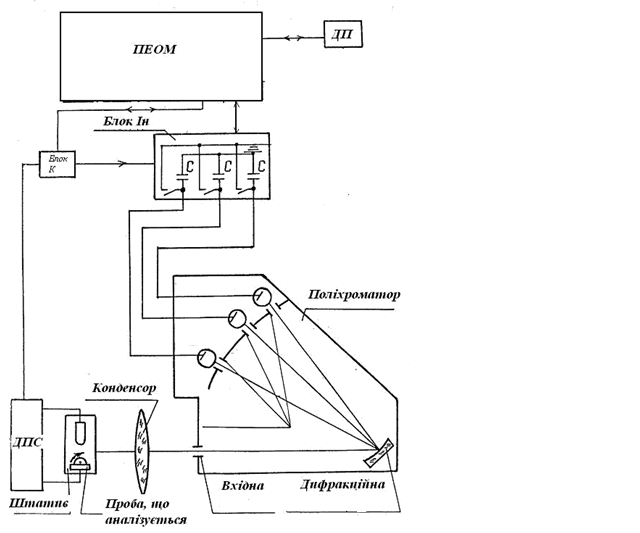 ПЕОМ
ДП
Блок Ін
Блок
К
С
С
С
Поліхроматор
Конденсор
ДПС
Штатив
Проба, що
аналізується
Вхідна
Дифракційна